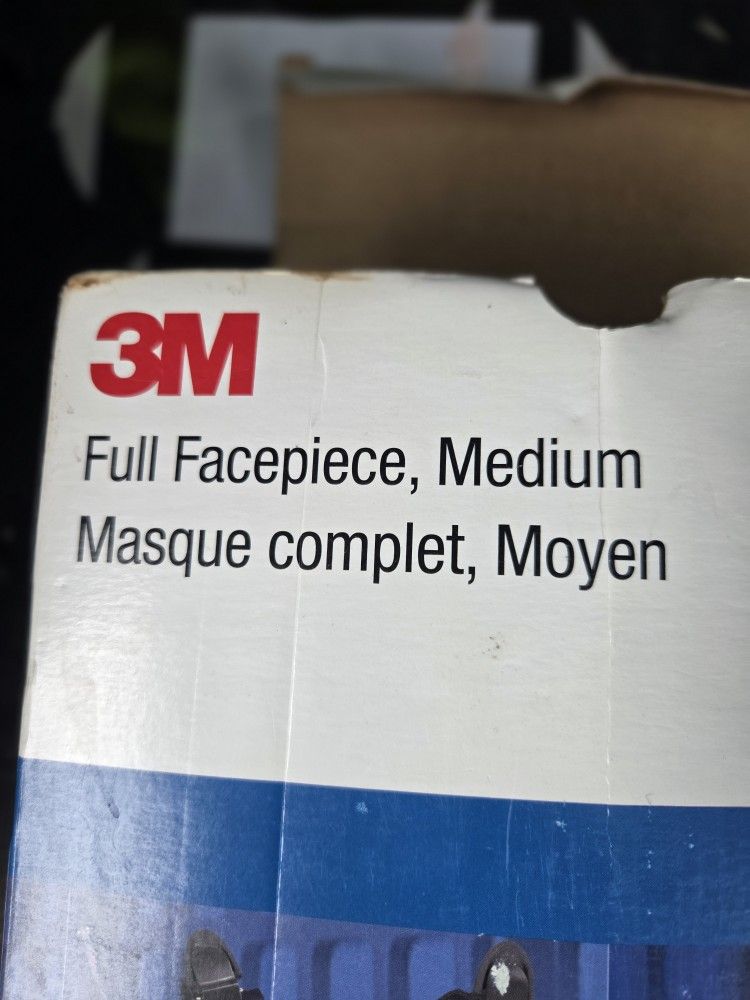 3M
Full Facepiece, Medium
Masque complet, Moyen